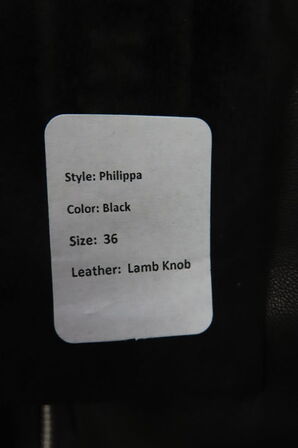 Style: Philippa
Color: Black
Size: 36
Leather: Lamb Knob